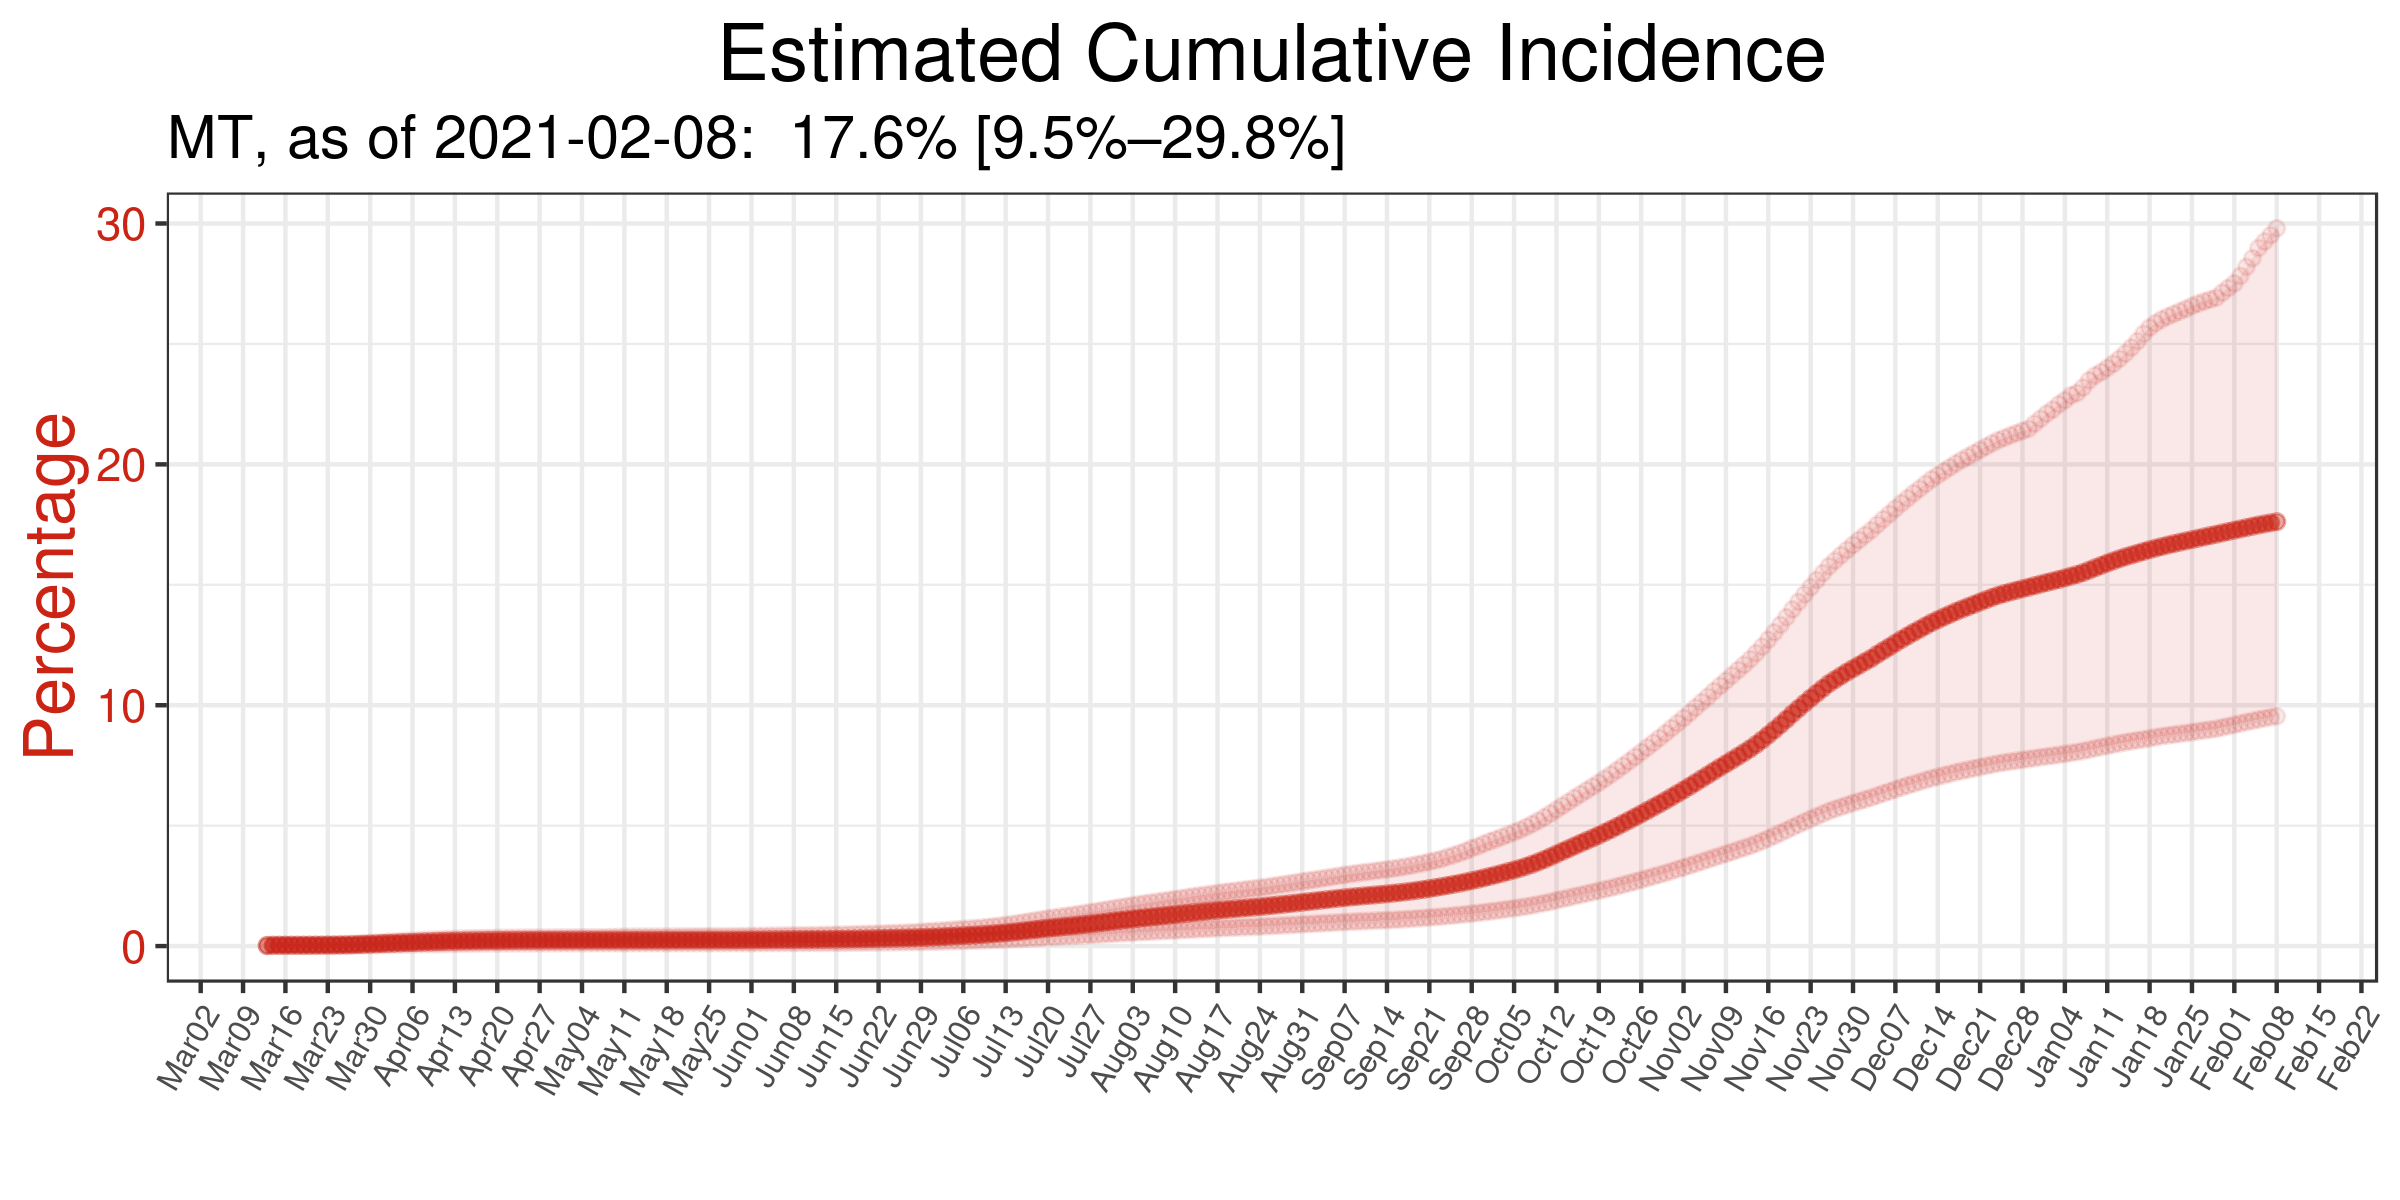 Estimated Cumulative Incidence
MT, as of 2021-02-08:  17.6% [9.5%–29.8%]
Percentage
30
20
10
0
Mar02
Mar09
Mar16
Mar23
Mar30
Apr06
Apr13
Apr20
Apr27
May04
May11
May18
May25
Jun01
Jun08
Jun15
Jun22
Jun29
Jul06
Jul13
Jul20
Jul27
Aug03
Aug10
Aug17
Aug24
Aug31
Sep07
Sep14
Sep21
Sep28
Oct05
Oct12
Oct19
Oct26
Nov02
Nov09
Nov16
Nov23
Nov30
Dec07
Dec14
Dec21
Dec28
Jan04
Jan11
Jan18
Jan25
Feb01
Feb08
Feb15
Feb22